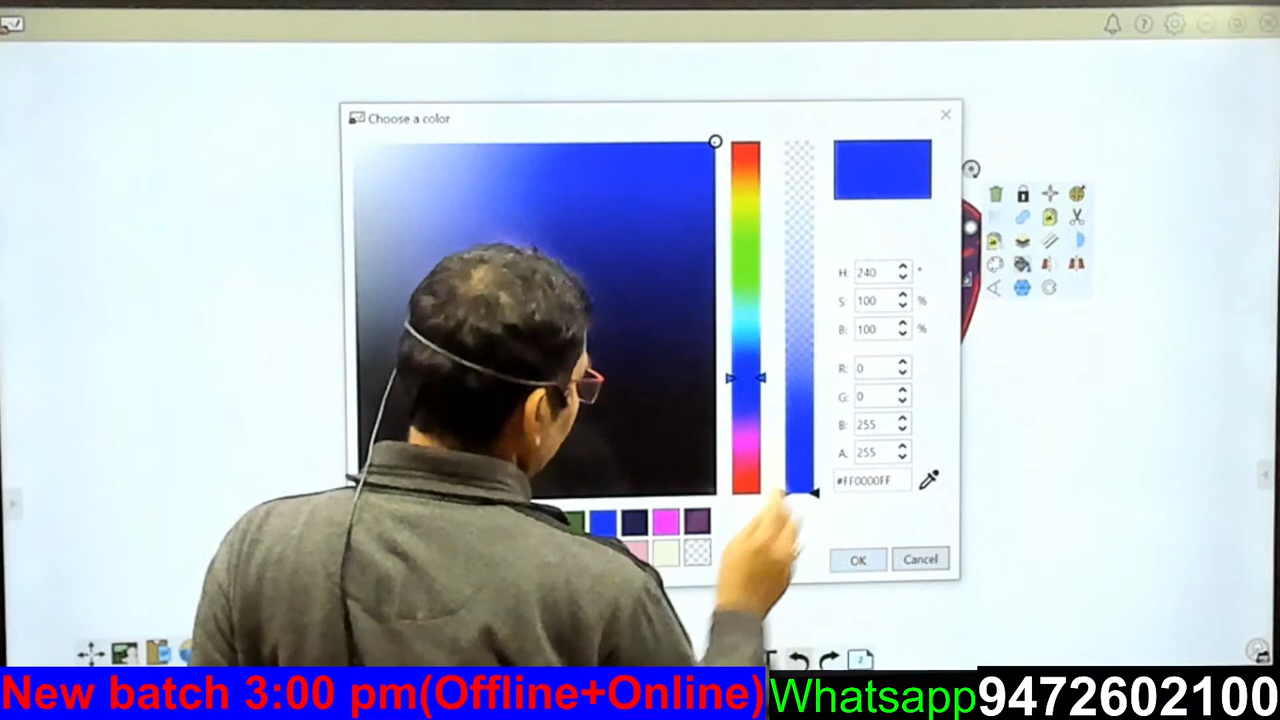 Choose a color
H: 240 °
S: 100 %
B: 100 %
R: 0
G: 0
B: 255
A: 255
#FF0000FF
OK Cancel
2
New batch 3:00 pm(Offline+Online) Whatsapp 9472602100